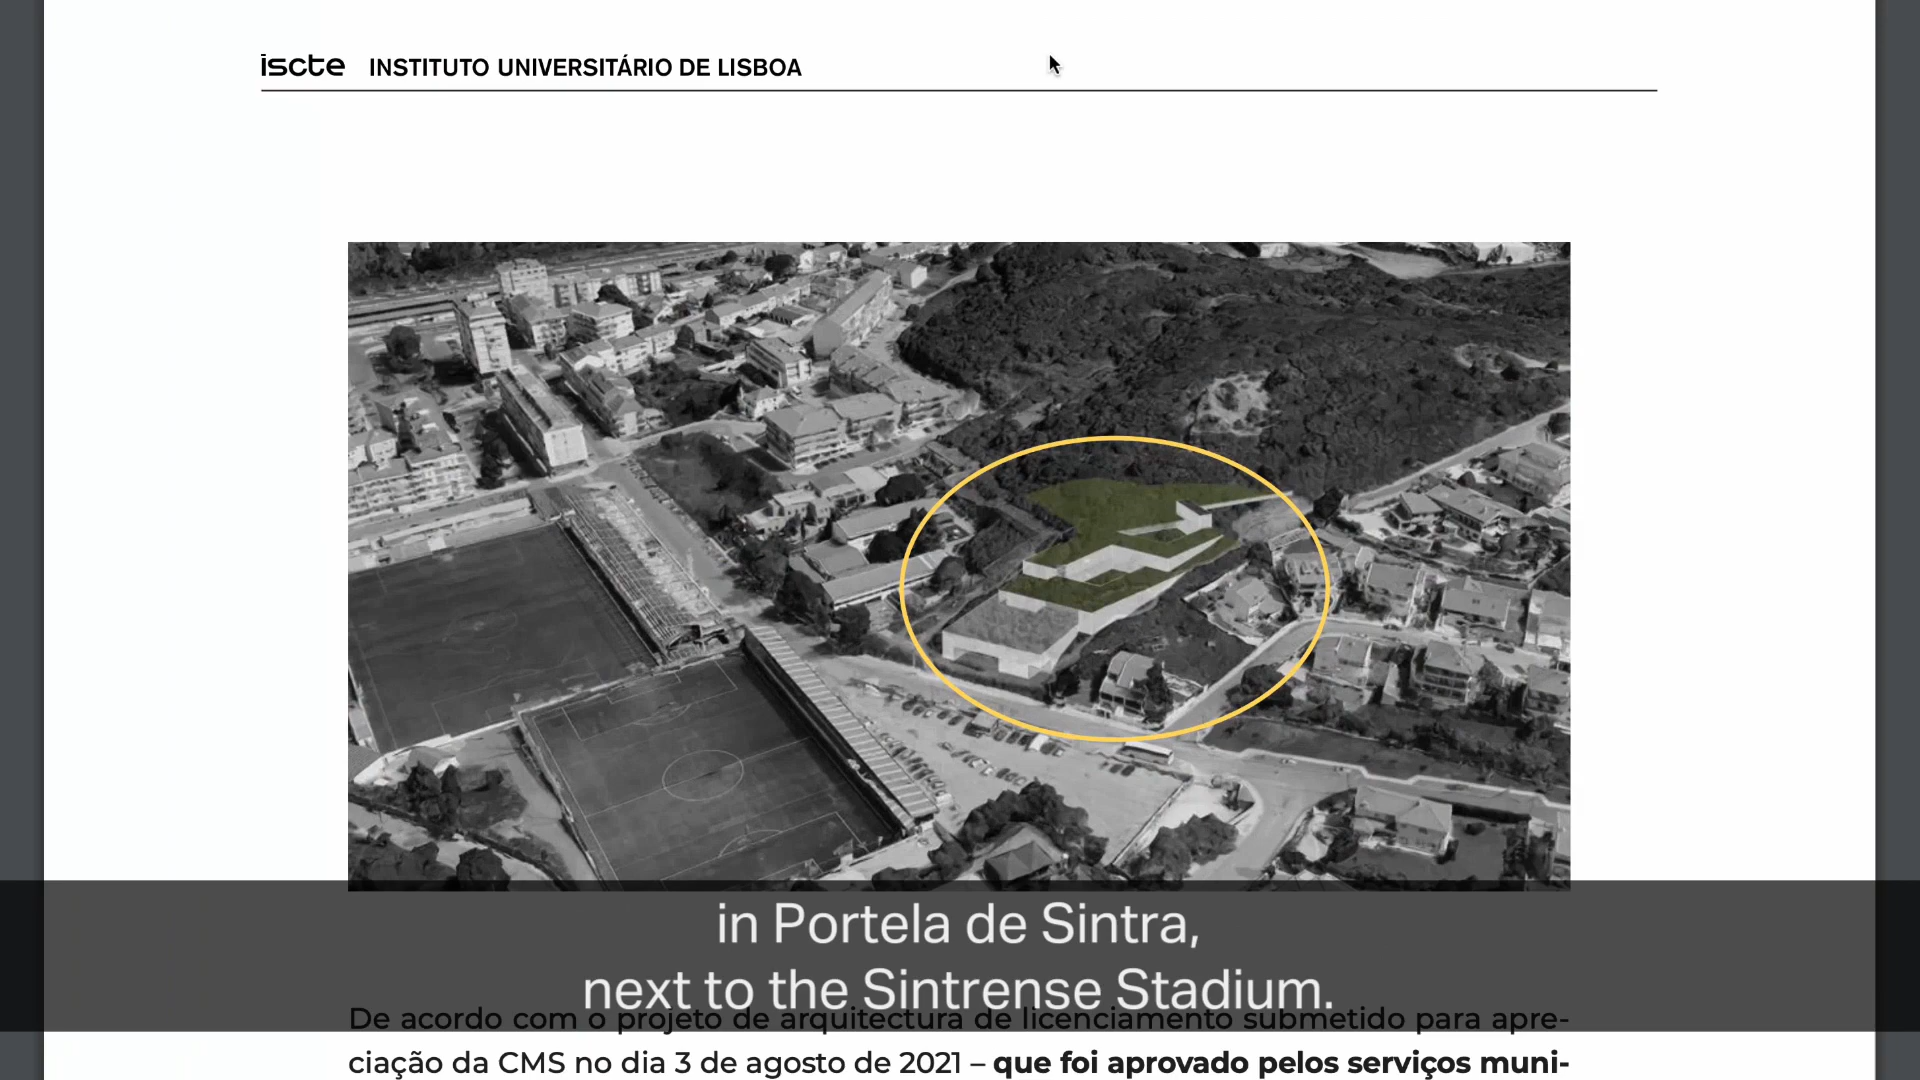 iscte INSTITUTO UNIVERSITÁRIO DE LISBOA
in Portela de Sintra,
next to the Sintrense Stadium.
De acordo com o projeto de arquitectura de licenciamento submetido para apre-
ciação da CMS no dia 3 de agosto de 2021 – que foi aprovado pelos serviços muni-